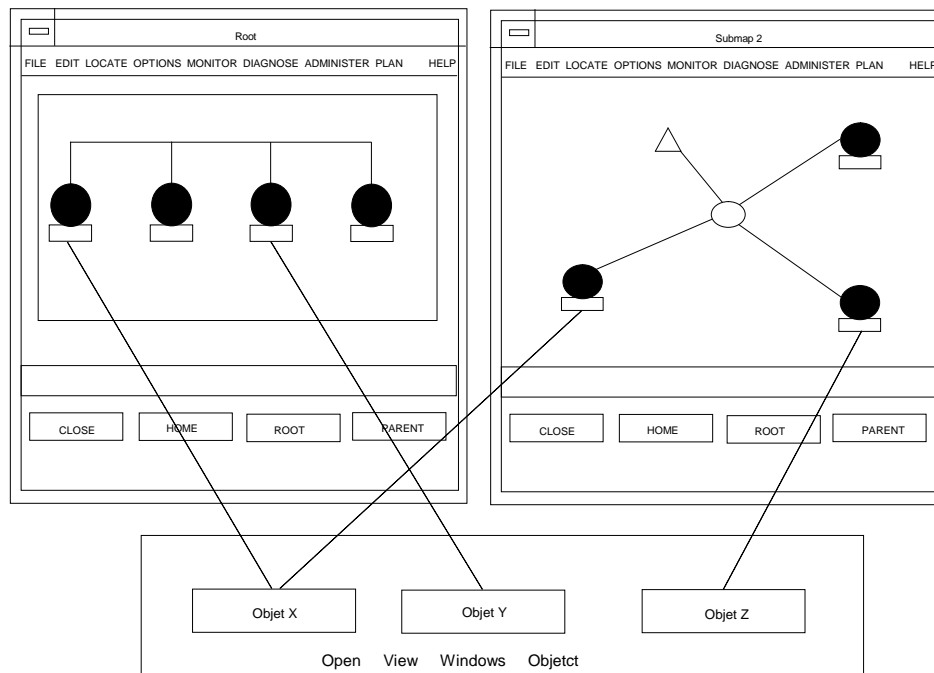 Root
FILE EDIT LOCATE OPTIONS MONITOR DIAGNOSE ADMINISTER PLAN HELP
CLOSE HOME ROOT PARENT
Submap 2
FILE EDIT LOCATE OPTIONS MONITOR DIAGNOSE ADMINISTER PLAN HELP
CLOSE HOME ROOT PARENT
Objet X Objet Y Objet Z
Open View Windows Objetct